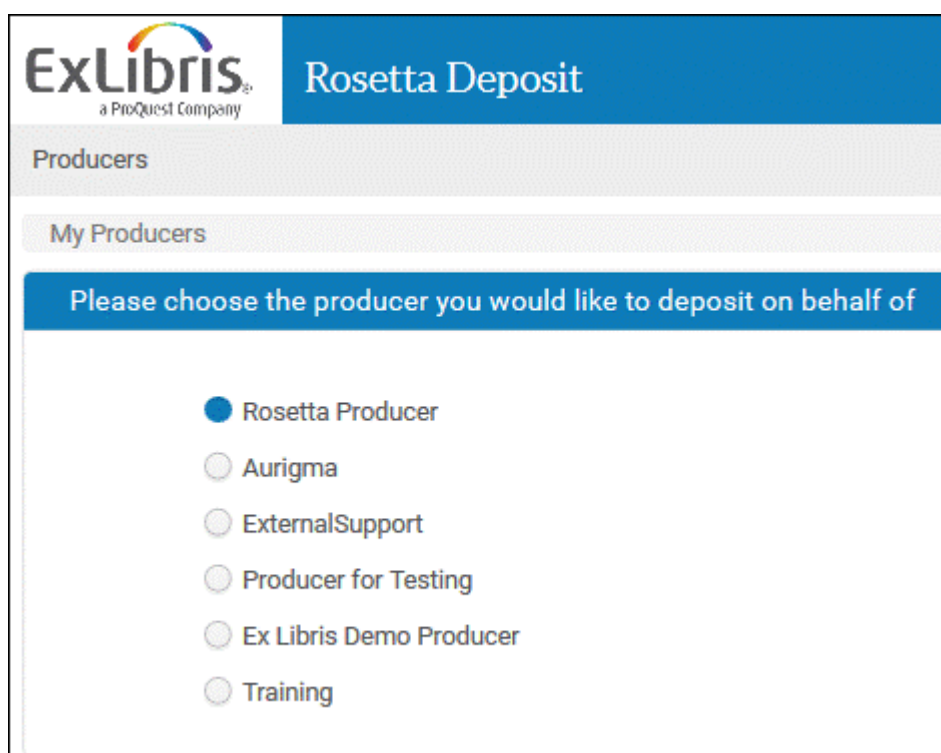 ExLibris
a ProQuest Company
Rosetta Deposit
Producers
My Producers
Please choose the producer you would like to deposit on behalf of
Rosetta Producer
Aurigma
ExternalSupport
Producer for Testing
Ex Libris Demo Producer
Training